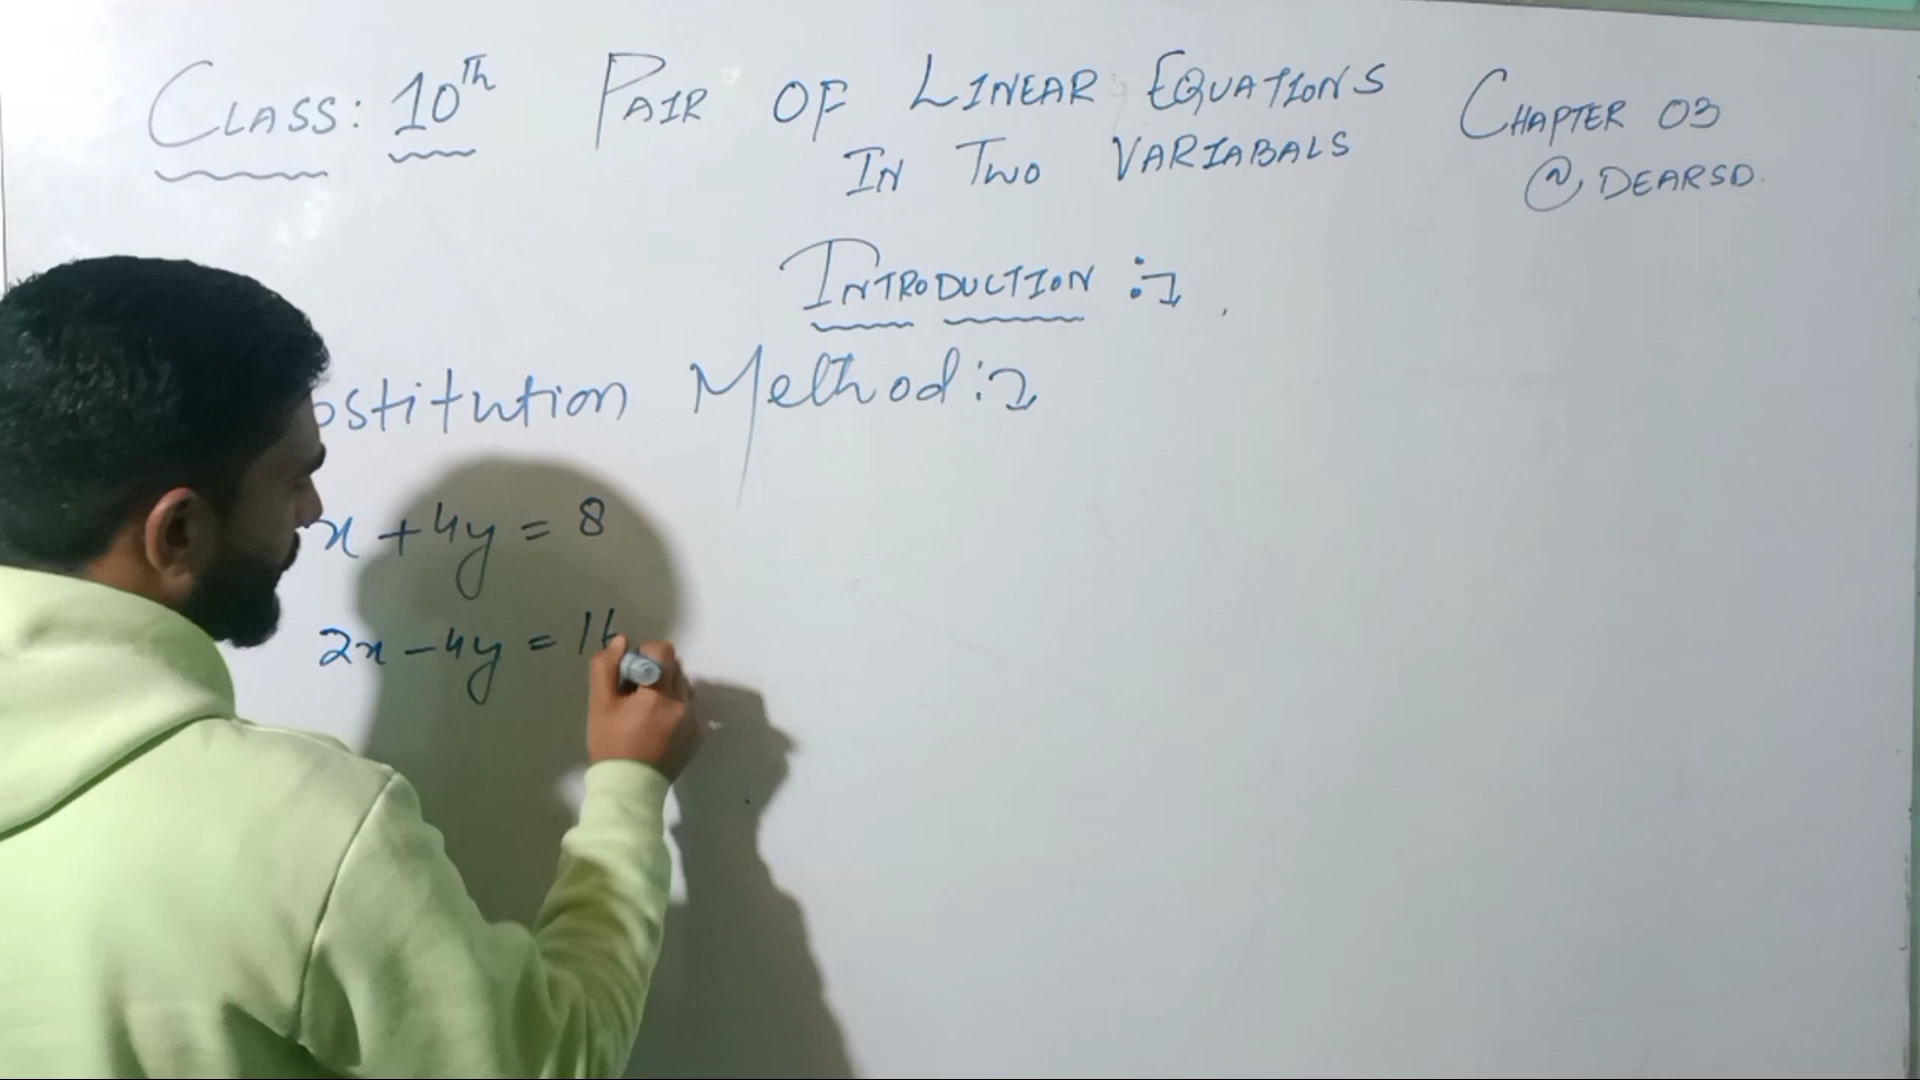 CLASS: 10Th PAIR OF LINEAR EQUATIONS CHAPTER 03
IN TWO VARIABALS @DEARSD.
INTRODUCTION :-
ostitution Method :-
x + 4y = 8
2x - 4y = 1